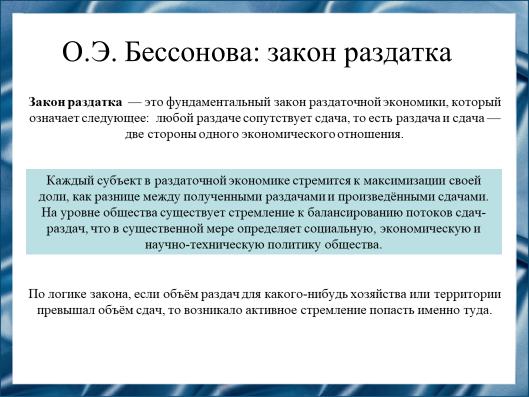 О.Э. Бессонова: закон раздатка
Закон раздатка — это фундаментальный закон раздаточной экономики, который
означает следующее: любой раздаче сопутствует сдача, то есть раздача и сдача —
две стороны одного экономического отношения.
Каждый субъект в раздаточной экономике стремится к максимизации своей
доли, как разнице между полученными раздачами и произведёнными сдачами.
На уровне общества существует стремление к балансированию потоков сдач-
раздач, что в существенной мере определяет социальную, экономическую и
научно-техническую политику общества.
По логике закона, если объём раздач для какого-нибудь хозяйства или территории
превышал объём сдач, то возникало активное стремление попасть именно туда.